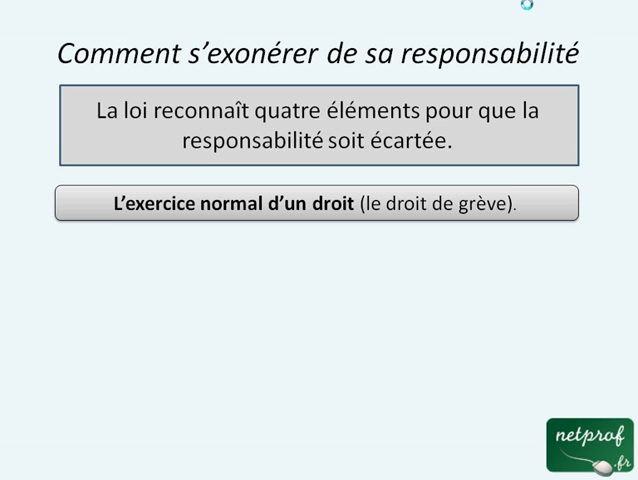 Comment s’exonérer de sa responsabilité
La loi reconnaît quatre éléments pour que la
responsabilité soit écartée.
L’exercice normal d’un droit (le droit de grève).
netprof
.fr